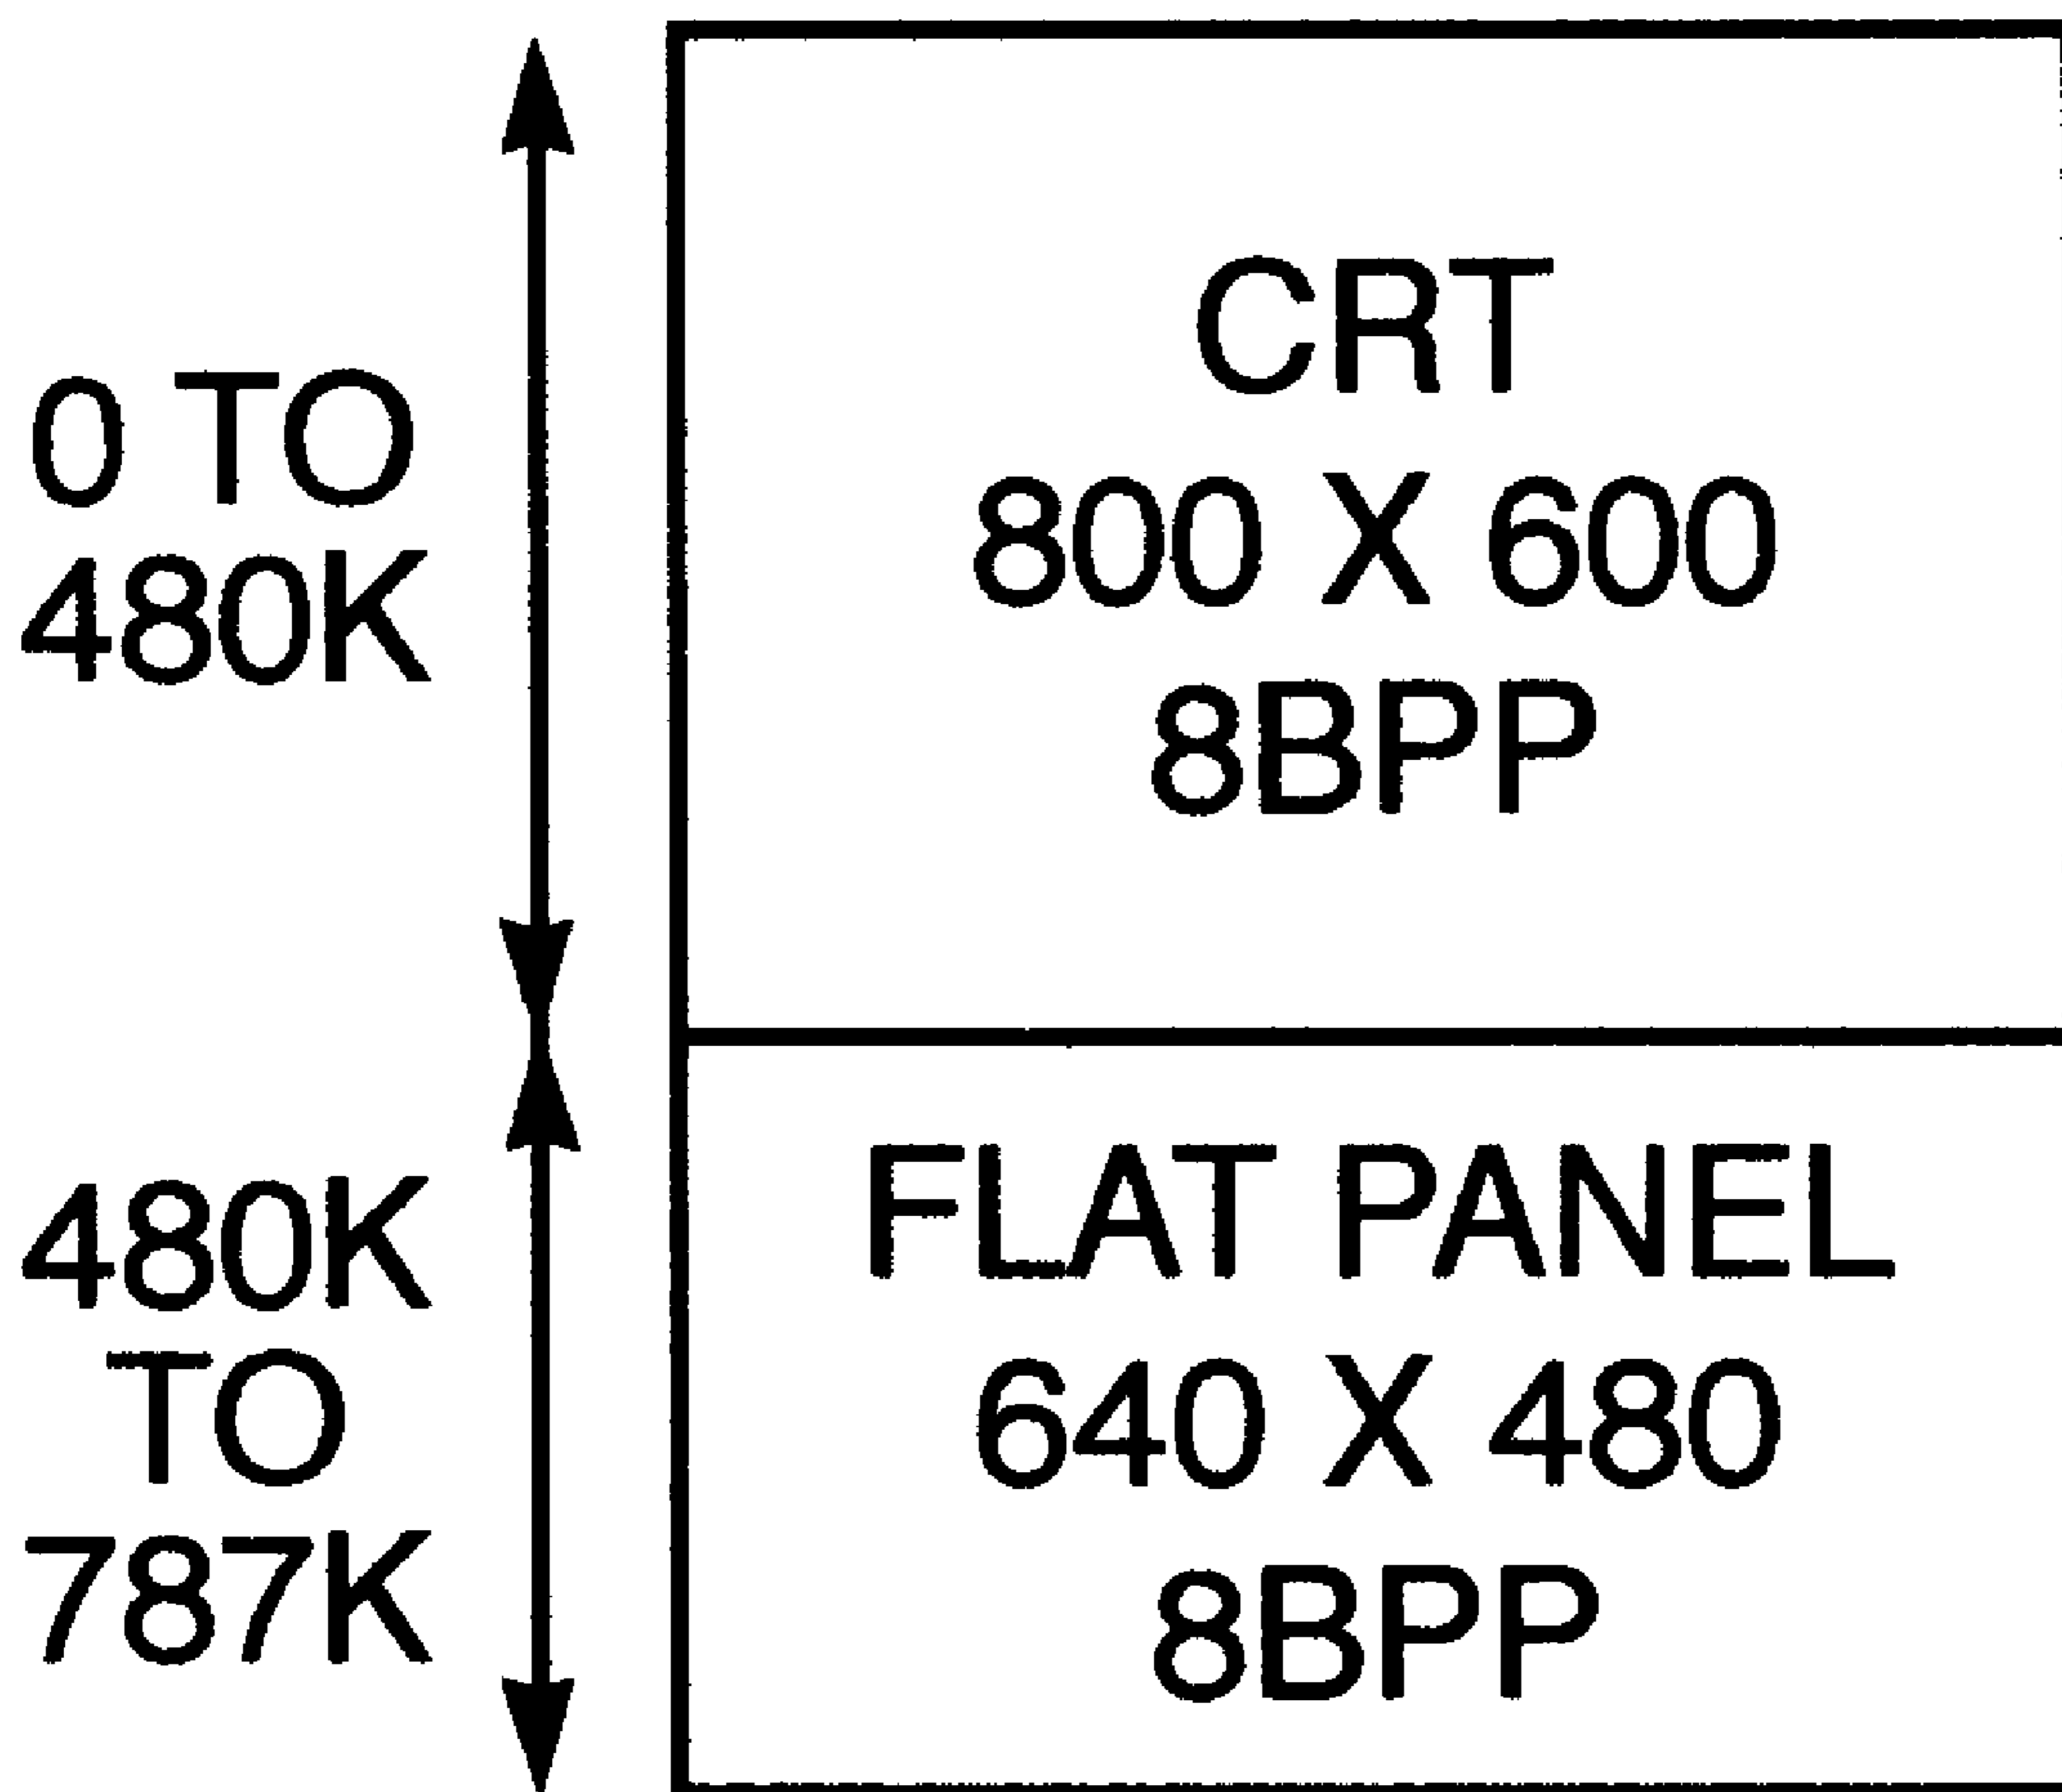 0 TO
480K
CRT
800 X 600
8BPP
480K
TO
787K
FLAT PANEL
640 X 480
8BPP